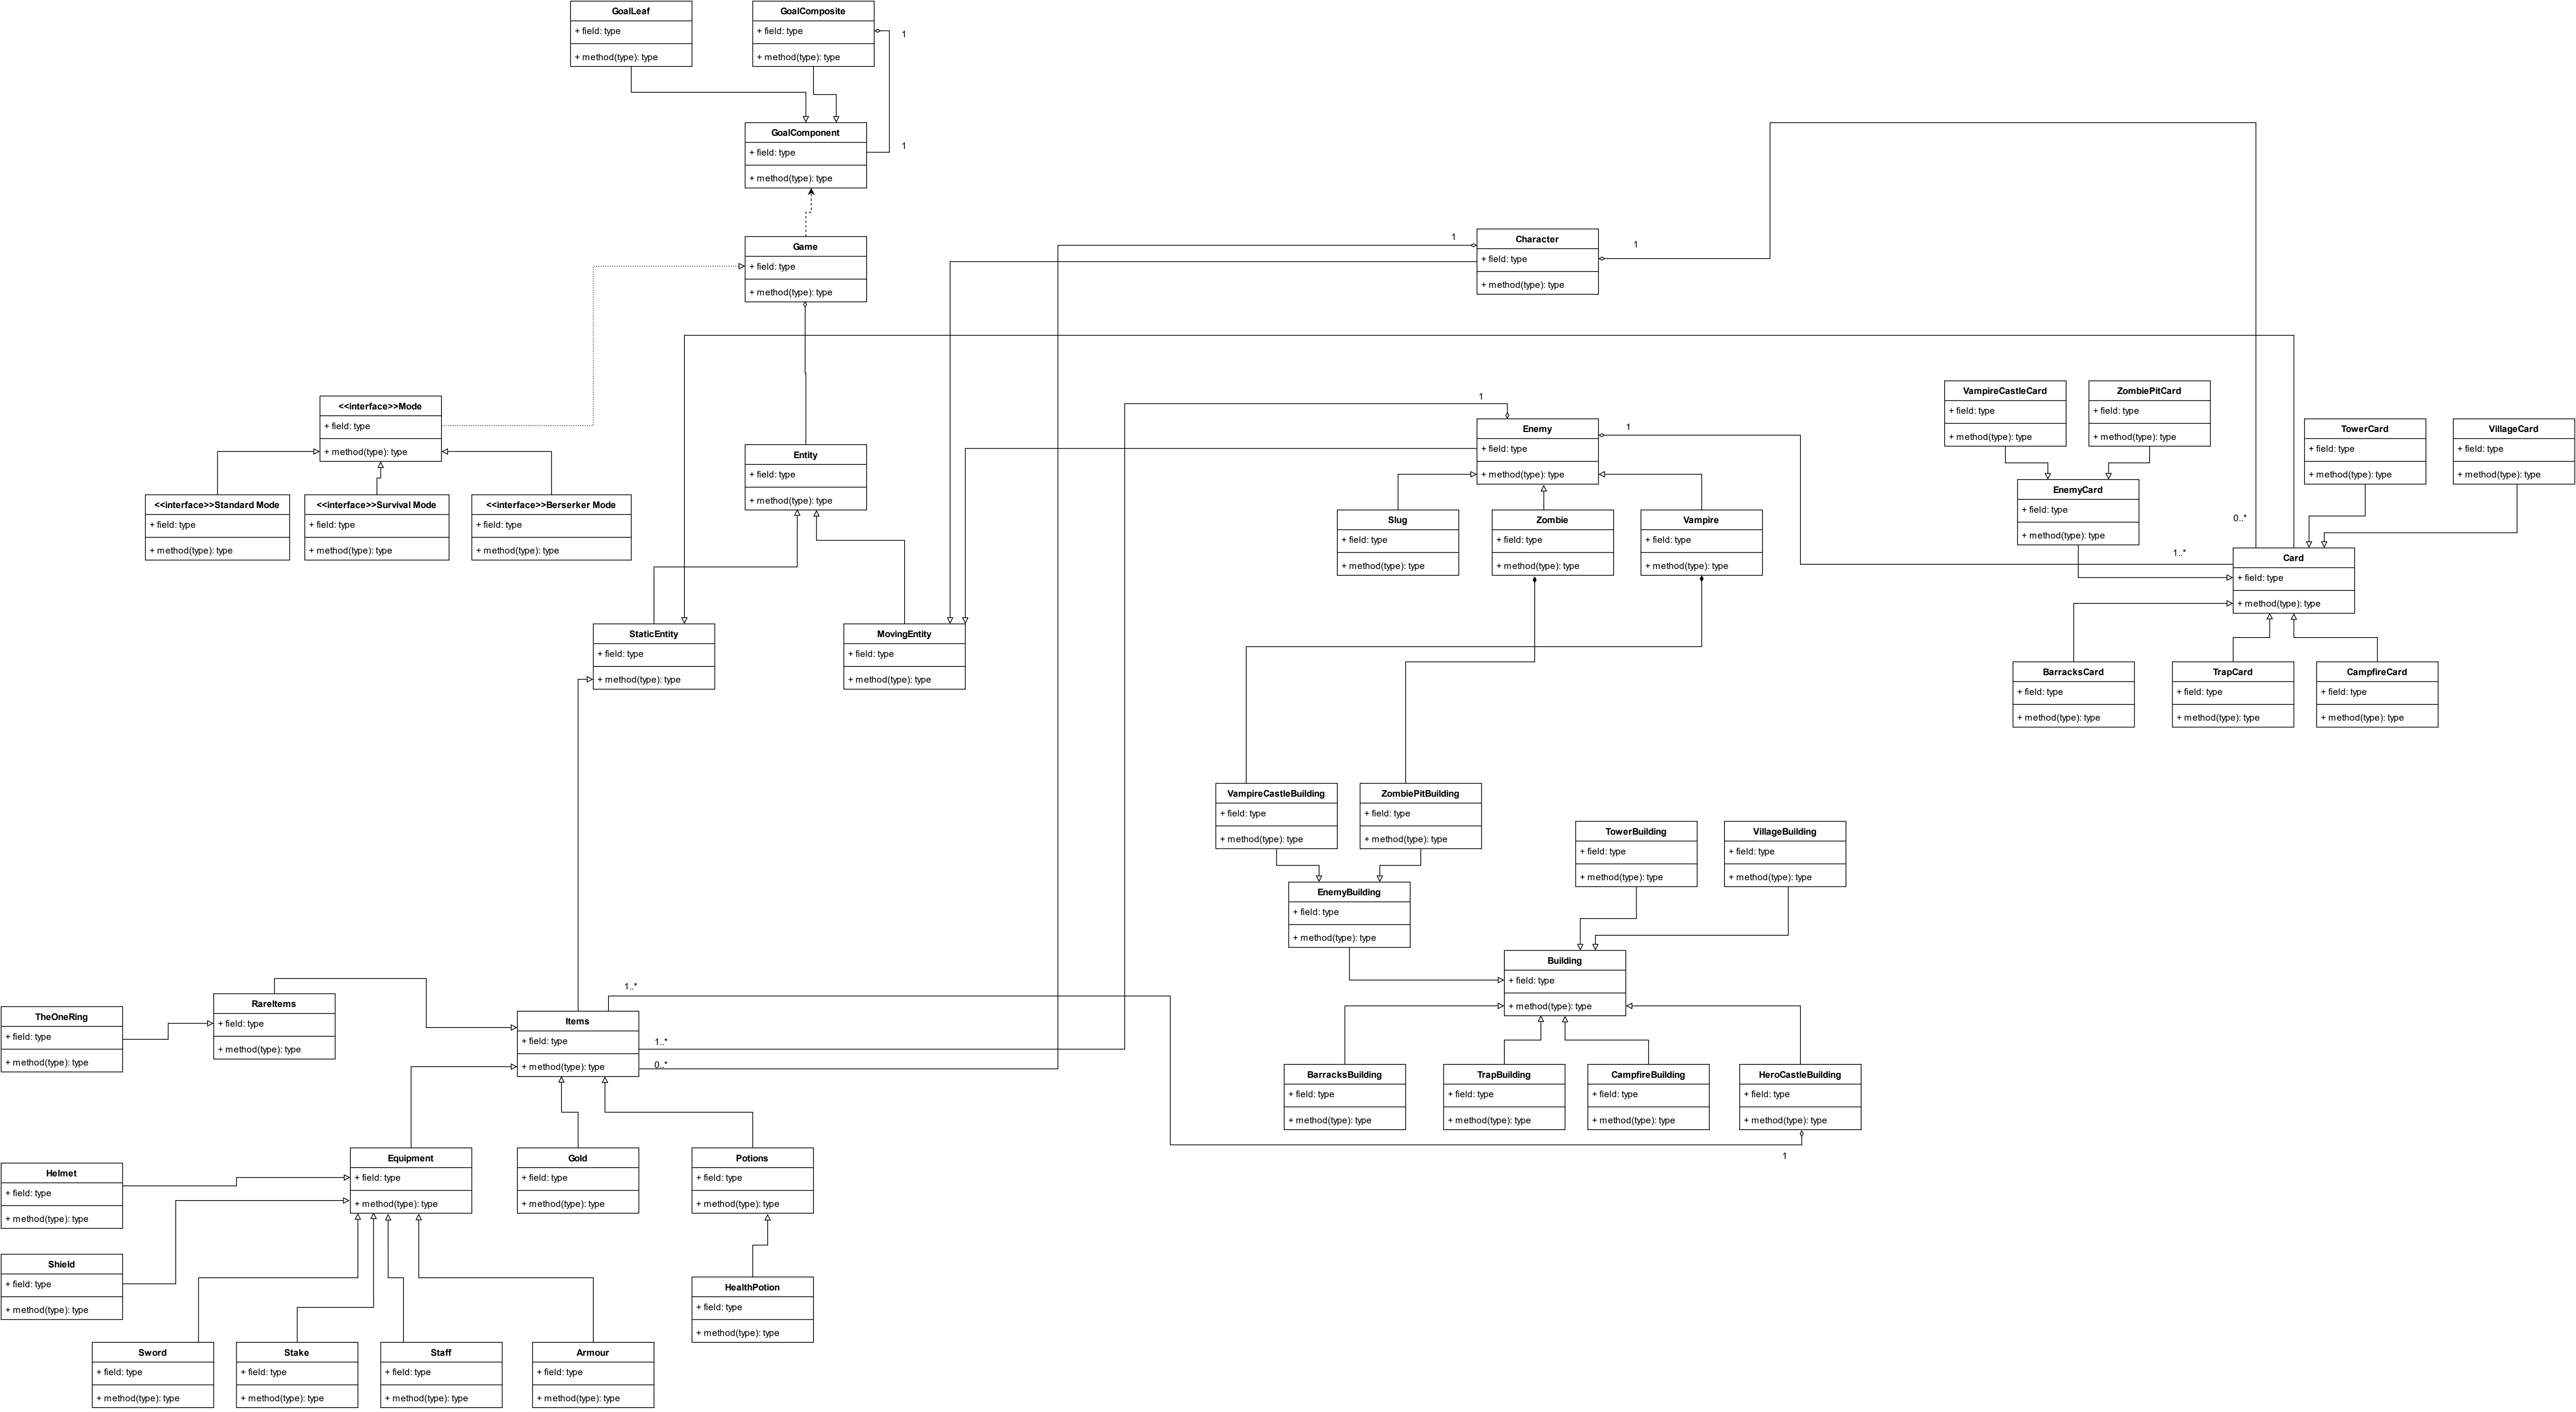 GoalLeaf
+ field: type
+ method(type): type
GoalComposite
+ field: type
+ method(type): type
1
1
GoalComponent
+ field: type
+ method(type): type
Game
+ field: type
+ method(type): type
1
Character
+ field: type
+ method(type): type
1
<<interface>>Mode
+ field: type
+ method(type): type
<<interface>>Standard Mode
+ field: type
+ method(type): type
<<interface>>Survival Mode
+ field: type
+ method(type): type
<<interface>>Berserker Mode
+ field: type
+ method(type): type
Entity
+ field: type
+ method(type): type
StaticEntity
+ field: type
+ method(type): type
MovingEntity
+ field: type
+ method(type): type
1
Enemy
+ field: type
+ method(type): type
1
Slug
+ field: type
+ method(type): type
Zombie
+ field: type
+ method(type): type
Vampire
+ field: type
+ method(type): type
VampireCastleCard
+ field: type
+ method(type): type
ZombiePitCard
+ field: type
+ method(type): type
TowerCard
+ field: type
+ method(type): type
VillageCard
+ field: type
+ method(type): type
EnemyCard
+ field: type
+ method(type): type
0..*
1..*
Card
+ field: type
+ method(type): type
BarracksCard
+ field: type
+ method(type): type
TrapCard
+ field: type
+ method(type): type
CampfireCard
+ field: type
+ method(type): type
VampireCastleBuilding
+ field: type
+ method(type): type
ZombiePitBuilding
+ field: type
+ method(type): type
TowerBuilding
+ field: type
+ method(type): type
VillageBuilding
+ field: type
+ method(type): type
EnemyBuilding
+ field: type
+ method(type): type
Building
+ field: type
+ method(type): type
BarracksBuilding
+ field: type
+ method(type): type
TrapBuilding
+ field: type
+ method(type): type
CampfireBuilding
+ field: type
+ method(type): type
HeroCastleBuilding
+ field: type
+ method(type): type
1
TheOneRing
+ field: type
+ method(type): type
RareItems
+ field: type
+ method(type): type
1..*
Items
+ field: type
+ method(type): type
1..*
0..*
Helmet
+ field: type
+ method(type): type
Equipment
+ field: type
+ method(type): type
Gold
+ field: type
+ method(type): type
Potions
+ field: type
+ method(type): type
Shield
+ field: type
+ method(type): type
HealthPotion
+ field: type
+ method(type): type
Sword
+ field: type
+ method(type): type
Stake
+ field: type
+ method(type): type
Staff
+ field: type
+ method(type): type
Armour
+ field: type
+ method(type): type